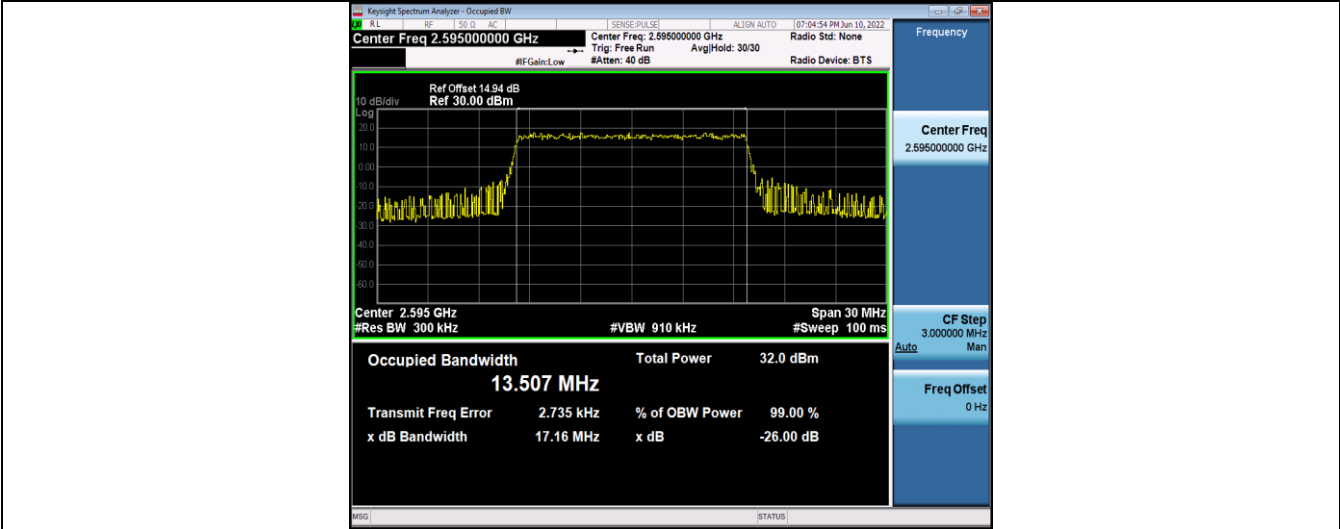 Keysight Spectrum Analyzer - Occupied BW
RL RF 50 Ω AC SENSE:PULSE ALIGN AUTO 07:04:54 PM Jun 10, 2022
Center Freq 2.595000000 GHz Center Freq: 2.595000000 GHz Radio Std: None
Trig: Free Run Avg|Hold: 30/30
#IFGain:Low #Atten: 40 dB Radio Device: BTS
Ref Offset 14.94 dB
10 dB/div Ref 30.00 dBm
Log
20.0
10.0
0.00
-10.0
-20.0
-30.0
-40.0
-50.0
-60.0
Center 2.595 GHz Span 30 MHz
#Res BW 300 kHz #VBW 910 kHz #Sweep 100 ms
Occupied Bandwidth Total Power 32.0 dBm
13.507 MHz
Transmit Freq Error 2.735 kHz % of OBW Power 99.00 %
x dB Bandwidth 17.16 MHz x dB -26.00 dB
MSG STATUS
Frequency
Center Freq
2.595000000 GHz
CF Step
3.000000 MHz
Auto Man
Freq Offset
0 Hz